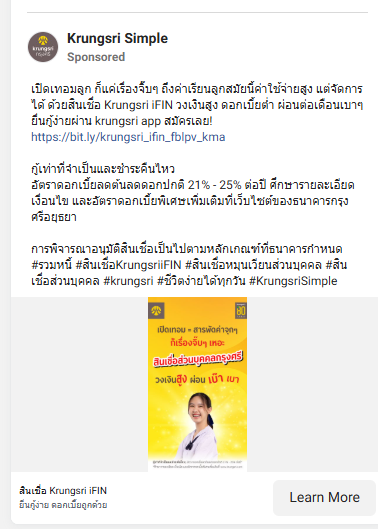 Krungsri Simple
Sponsored
krungsri
กรุงศรี
เปิดเทอมลูก ก็แค่เรื่องจิ๊บๆ ถึงค่าเรียนลูกสมัยนี้ค่าใช้จ่ายสูง แต่จัดการ
ได้ ด้วยสินเชื่อ Krungsri iFIN วงเงินสูง ดอกเบี้ยต่ำ ผ่อนต่อเดือนเบาๆ
ยื่นกู้ง่ายผ่าน krungsri app สมัครเลย!
https://bit.ly/krungsri_ifin_fblpv_kma
กู้เท่าที่จำเป็นและชำระคืนไหว
อัตราดอกเบี้ยลดต้นลดดอกปกติ 21% - 25% ต่อปี ศึกษารายละเอียด
เงื่อนไข และอัตราดอกเบี้ยพิเศษเพิ่มเติมที่เว็บไซต์ของธนาคารกรุง
ศรีอยุธยา
การพิจารณาอนุมัติสินเชื่อเป็นไปตามหลักเกณฑ์ที่ธนาคารกำหนด
#รวมหนี้ #สินเชื่อKrungsriiFIN #สินเชื่อหมุนเวียนส่วนบุคคล #สิน
เชื่อส่วนบุคคล #krungsri #ชีวิตง่ายได้ทุกวัน #KrungsriSimple
เปิดเทอม = สารพัดค่าจุกๆ
ก็เรื่องจิ๊บๆ เหอะ
สินเชื่อส่วนบุคคลกรุงศรี
วงเงินสูง ผ่อน เบ๊า เบา
สินเชื่อ Krungsri iFIN
ยื่นกู้ง่าย ดอกเบี้ยถูกด้วย
Learn More